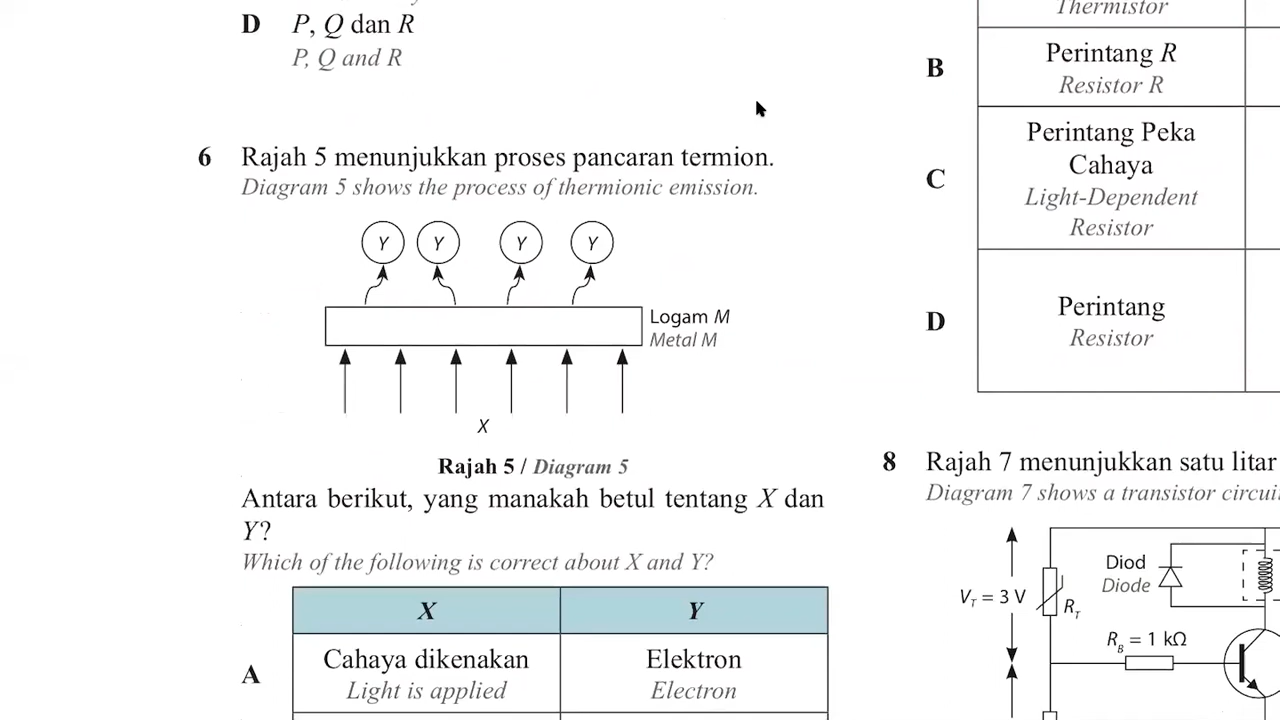 D P, Q dan R
P, Q and R
6 Rajah 5 menunjukkan proses pancaran termion.
Diagram 5 shows the process of thermionic emission.
Y Y Y Y
Logam M
Metal M
X
Rajah 5 / Diagram 5
Antara berikut, yang manakah betul tentang X dan
Y?
Which of the following is correct about X and Y?
X Y
A Cahaya dikenakan Elektron
Light is applied Electron
Thermistor
B Perintang R
Resistor R
Perintang Peka
C Cahaya
Light-Dependent
Resistor
D Perintang
Resistor
8 Rajah 7 menunjukkan satu litar
Diagram 7 shows a transistor circui
Diod
Diode
V_T = 3 V
R_T
R_B = 1 kΩ